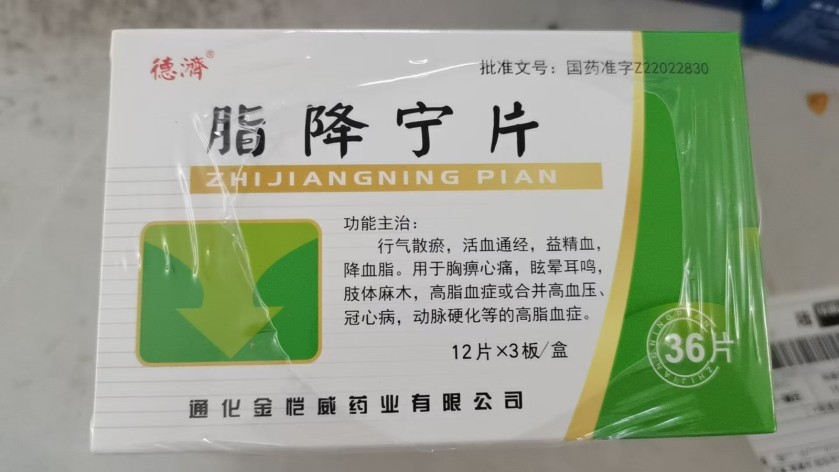 德濟®
批准文号：国药准字Z22022830
脂降宁片
ZHIJIANGNING PIAN
功能主治：
行气散瘀，活血通经，益精血，
降血脂。用于胸痹心痛，眩晕耳鸣，
肢体麻木，高脂血症或合并高血压、
冠心病，动脉硬化等的高脂血症。
12片×3板/盒
36片
通化金恺威药业有限公司